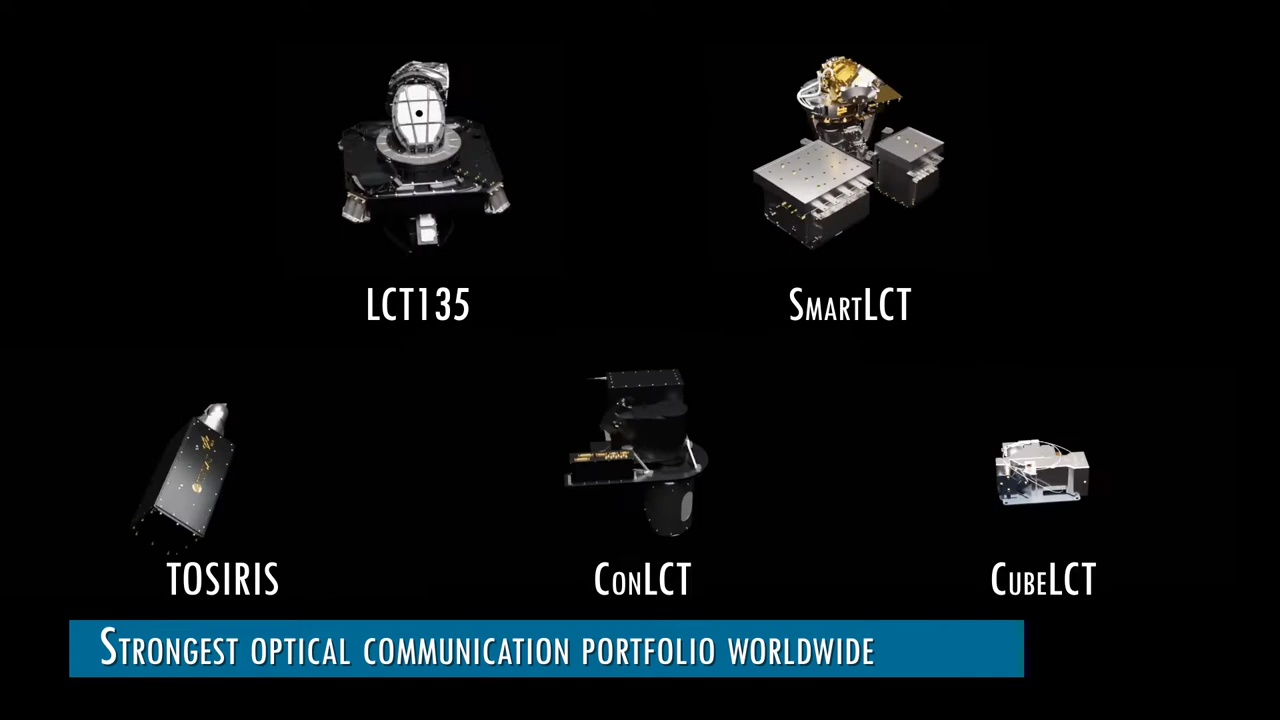 LCT135
SmartLCT
TOSIRIS
ConLCT
CubeLCT
Strongest optical communication portfolio worldwide